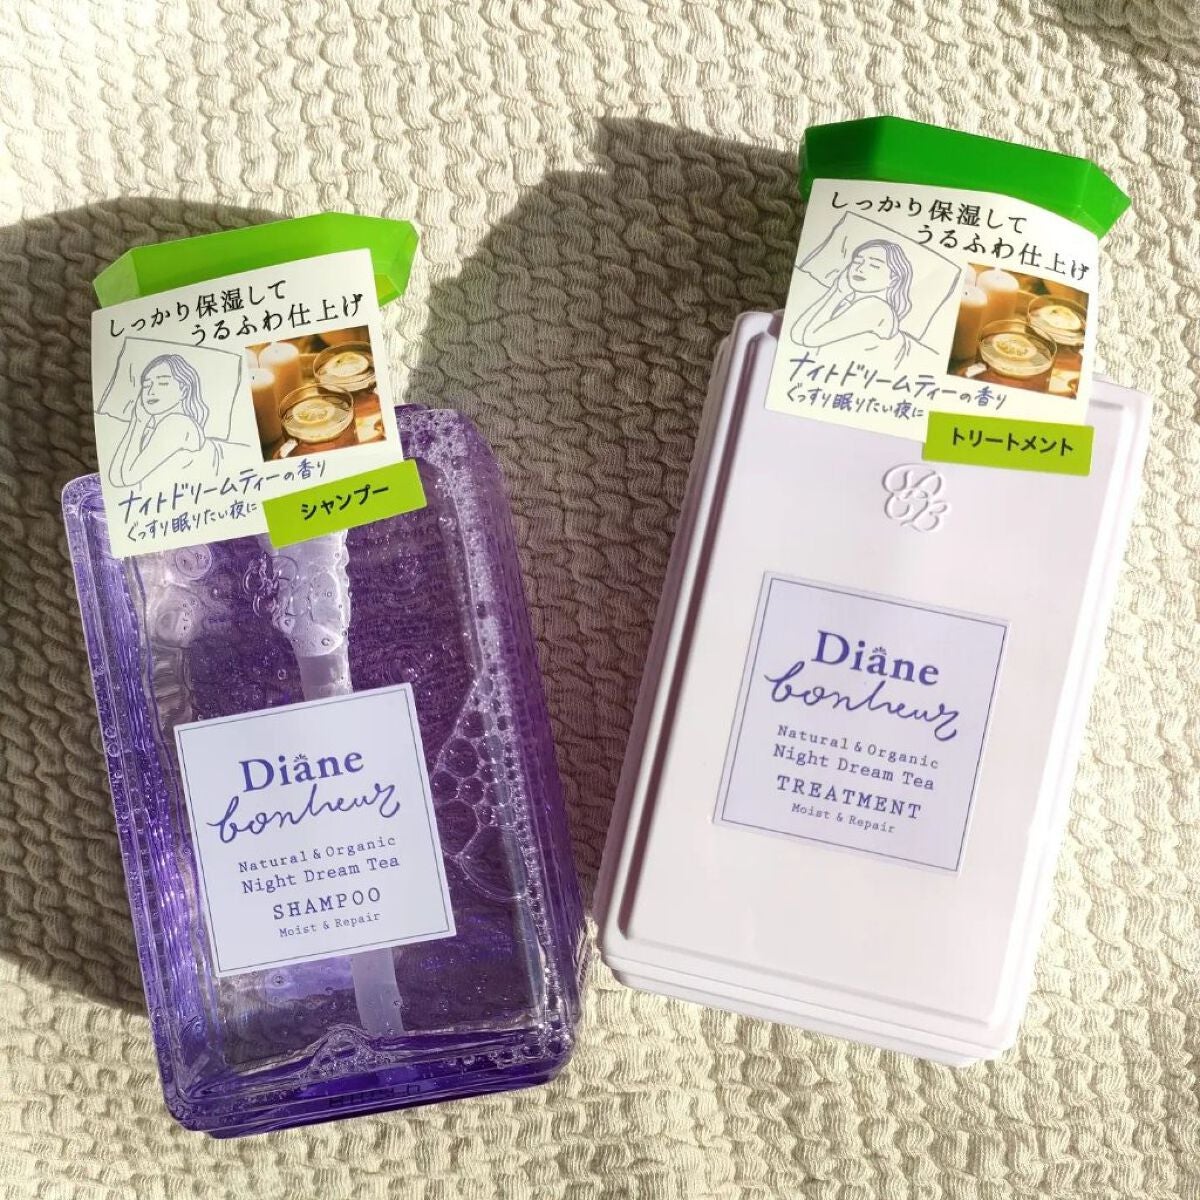 しっかり保湿して
うるふわ仕上げ
ナイトドリームティーの香り
ぐっすり眠りたい夜に
シャンプー
Diane
bonheur
Natural & Organic
Night Dream Tea
SHAMPOO
Moist & Repair
しっかり保湿して
うるふわ仕上げ
ナイトドリームティーの香り
ぐっすり眠りたい夜に
トリートメント
Diane
bonheur
Natural & Organic
Night Dream Tea
TREATMENT
Moist & Repair